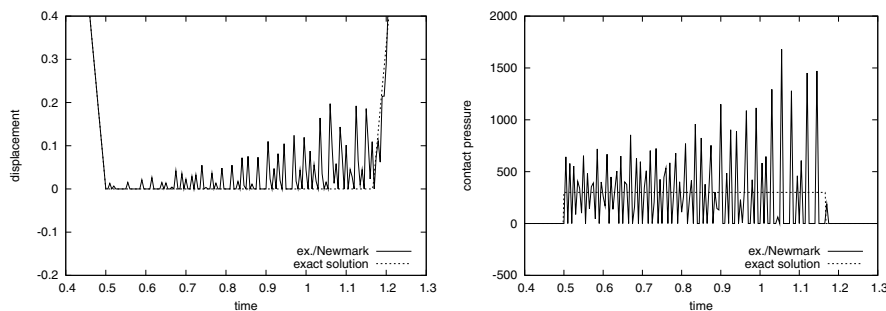 0.4
0.3
0.2
0.1
0
-0.1
-0.2
displacement
ex./Newmark
exact solution
0.4 0.5 0.6 0.7 0.8 0.9 1 1.1 1.2 1.3
time
2000
1500
1000
500
0
-500
contact pressure
ex./Newmark
exact solution
0.4 0.5 0.6 0.7 0.8 0.9 1 1.1 1.2 1.3
time